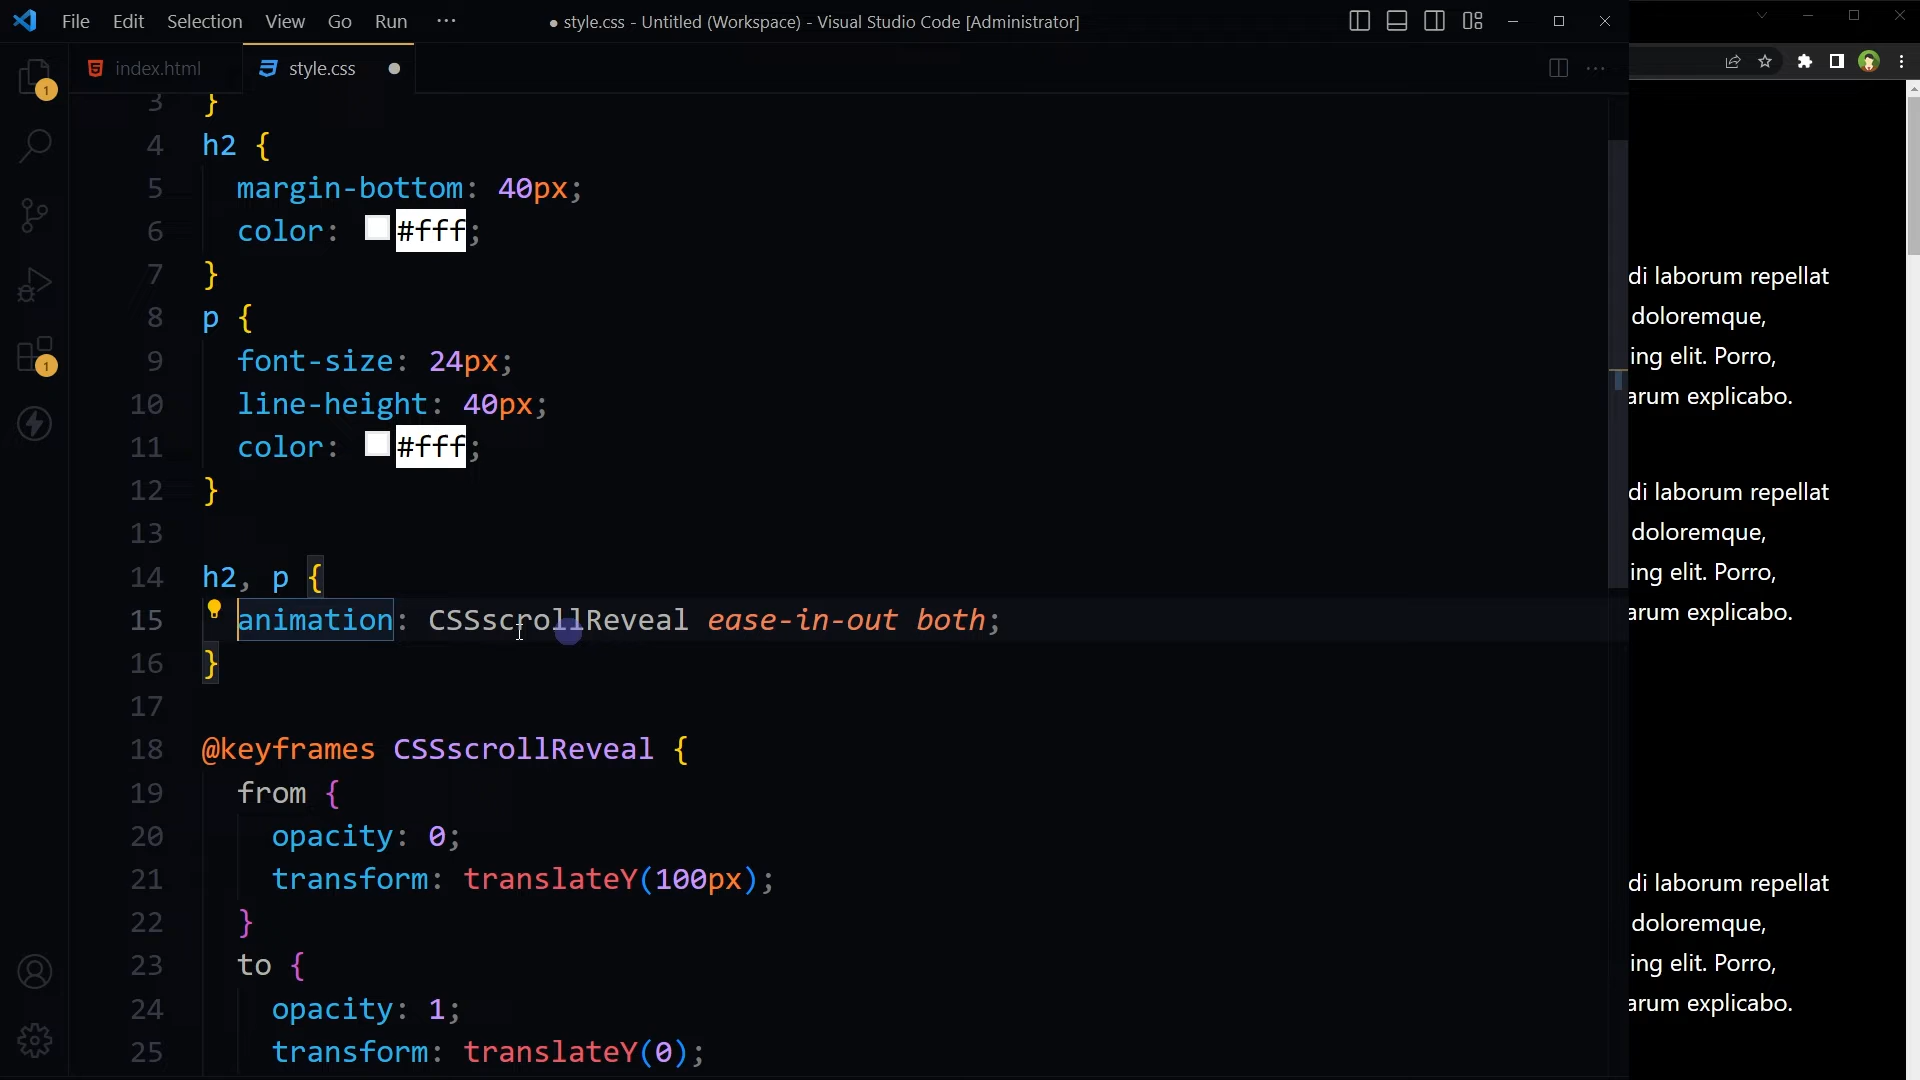 File Edit Selection View Go Run ···
● style.css - Untitled (Workspace) - Visual Studio Code [Administrator]
index.html
style.css
1
1
3 }
4 h2 {
5 margin-bottom: 40px;
6 color: #fff;
7 }
8 p {
9 font-size: 24px;
10 line-height: 40px;
11 color: #fff;
12 }
13
14 h2, p {
15 animation: CSSscrollReveal ease-in-out both;
16 }
17
18 @keyframes CSSscrollReveal {
19 from {
20 opacity: 0;
21 transform: translateY(100px);
22 }
23 to {
24 opacity: 1;
25 transform: translateY(0);
di laborum repellat
doloremque,
ing elit. Porro,
arum explicabo.
di laborum repellat
doloremque,
ing elit. Porro,
arum explicabo.
di laborum repellat
doloremque,
ing elit. Porro,
arum explicabo.